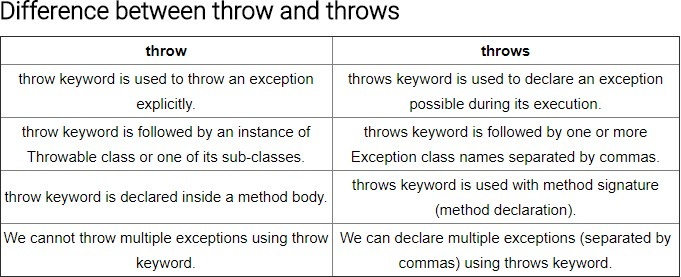 Difference between throw and throws
throw
throws
throw keyword is used to throw an exception
explicitly.
throws keyword is used to declare an exception
possible during its execution.
throw keyword is followed by an instance of
Throwable class or one of its sub-classes.
throws keyword is followed by one or more
Exception class names separated by commas.
throw keyword is declared inside a method body.
throws keyword is used with method signature
(method declaration).
We cannot throw multiple exceptions using throw
keyword.
We can declare multiple exceptions (separated by
commas) using throws keyword.